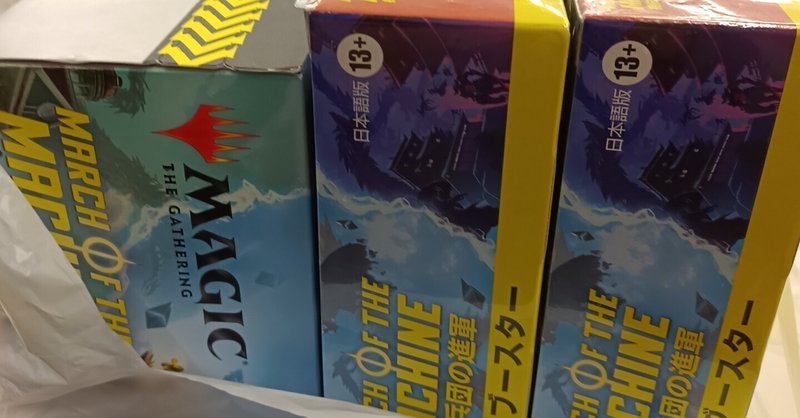 MAGIC
THE GATHERING
MARCH OF THE
日本語版
13+
CH OF THE
CHINE
兵団の進軍
ブースター
日本語版
13+
CH OF THE
CHINE
団の進軍
ブースター